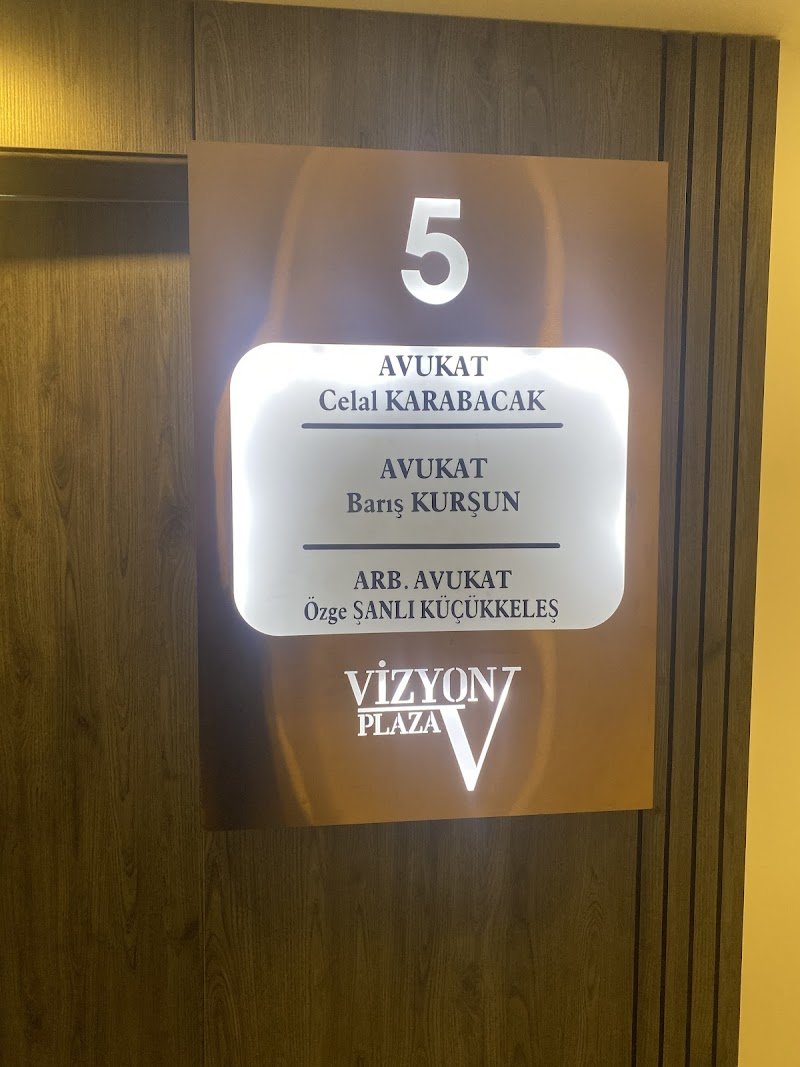 5
AVUKAT
Celal KARABACAK
AVUKAT
Barış KURŞUN
ARB. AVUKAT
Özge ŞANLI KÜÇÜKKELEŞ
VİZYON
PLAZA
V